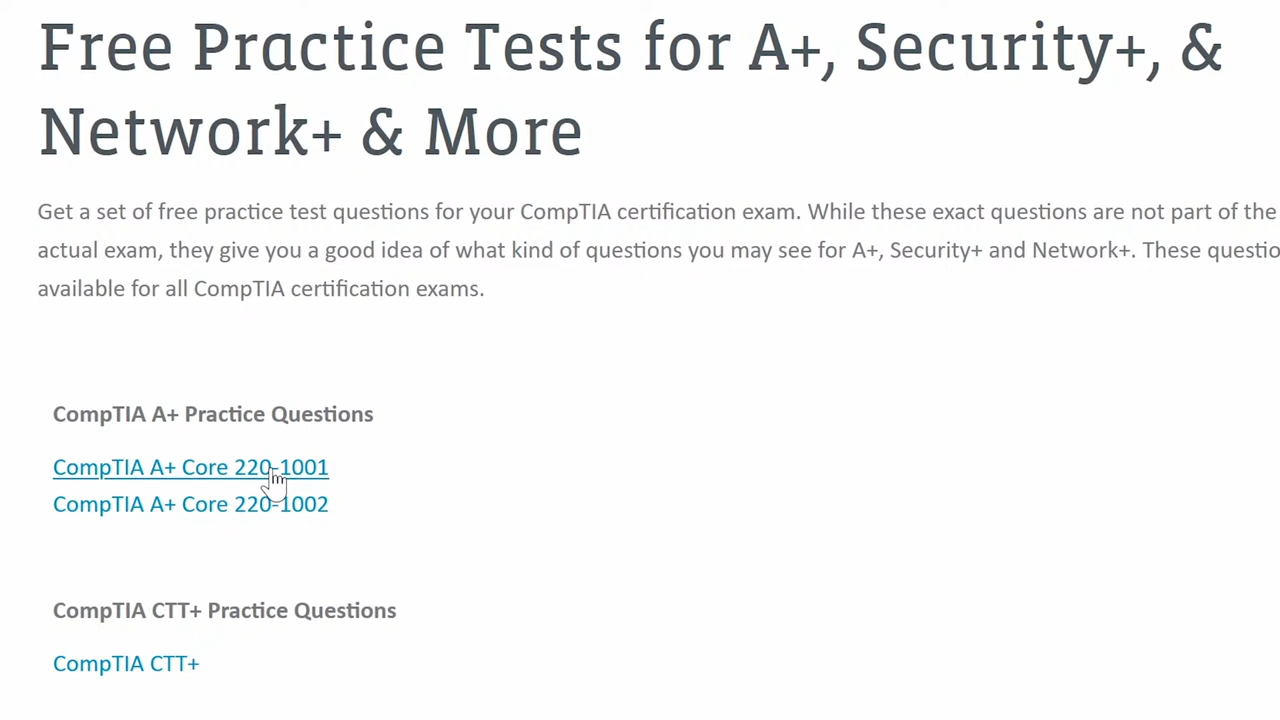 Free Practice Tests for A+, Security+, &
Network+ & More
Get a set of free practice test questions for your CompTIA certification exam. While these exact questions are not part of the
actual exam, they give you a good idea of what kind of questions you may see for A+, Security+ and Network+. These questio
available for all CompTIA certification exams.
CompTIA A+ Practice Questions
CompTIA A+ Core 220-1001
CompTIA A+ Core 220-1002
CompTIA CTT+ Practice Questions
CompTIA CTT+